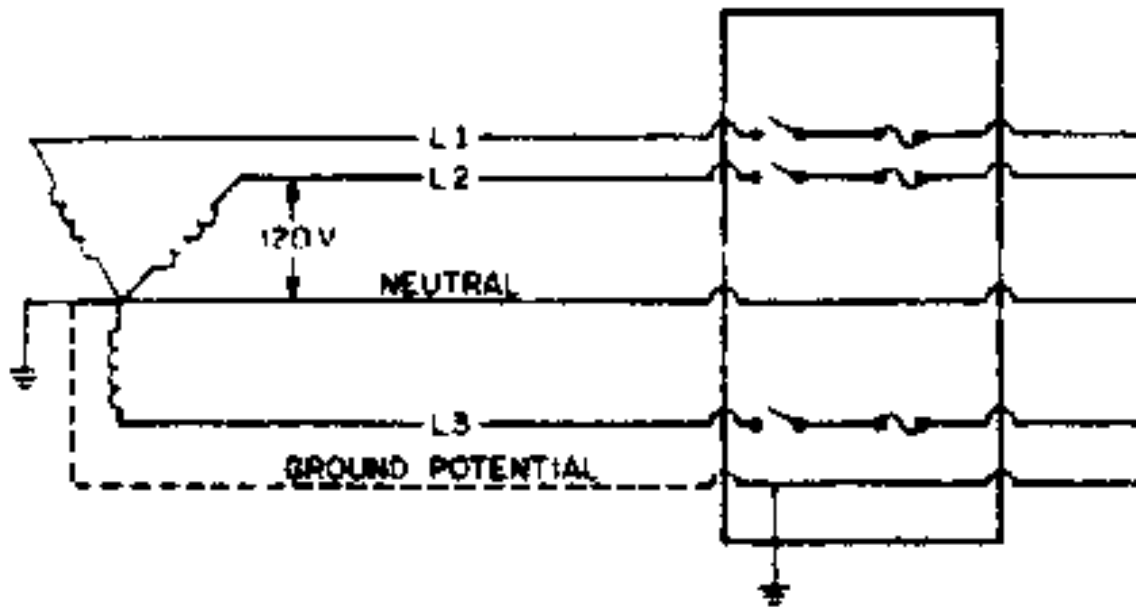 L1
L2
120 V
NEUTRAL
L3
GROUND POTENTIAL